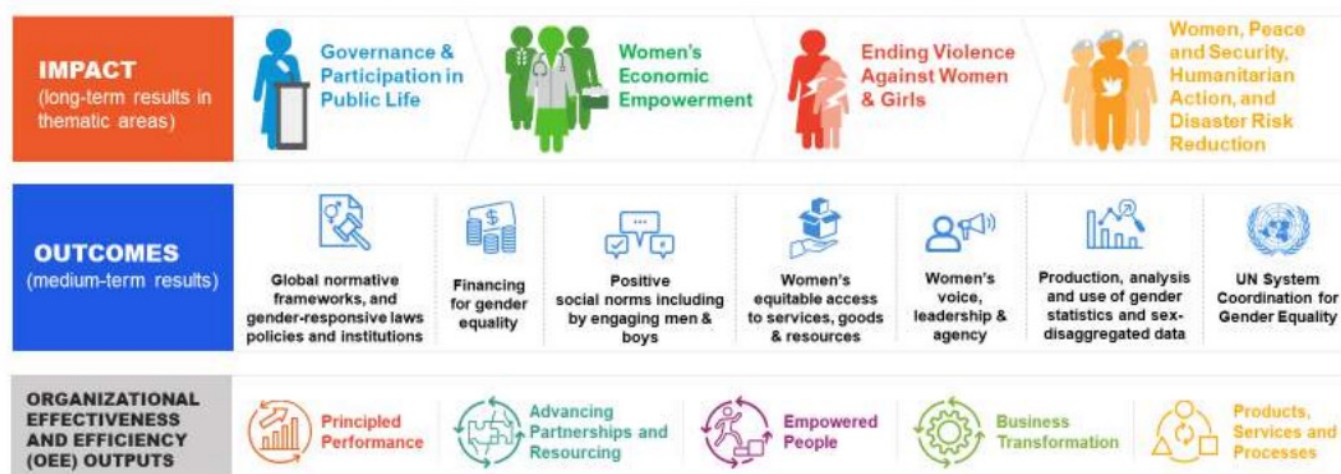 IMPACT
(long-term results in
thematic areas)
Governance &
Participation in
Public Life
Women's
Economic
Empowerment
Ending Violence
Against Women
& Girls
Women, Peace
and Security,
Humanitarian
Action, and
Disaster Risk
Reduction
OUTCOMES
(medium-term results)
Global normative
frameworks, and
gender-responsive laws
policies and institutions
$
Financing
for gender
equality
Positive
social norms including
by engaging men &
boys
Women's
equitable access
to services, goods
& resources
Women's
voice,
leadership &
agency
Production, analysis
and use of gender
statistics and sex-
disaggregated data
UN System
Coordination for
Gender Equality
ORGANIZATIONAL
EFFECTIVENESS
AND EFFICIENCY
(OEE) OUTPUTS
Principled
Performance
Advancing
Partnerships and
Resourcing
Empowered
People
Business
Transformation
Products,
Services and
Processes